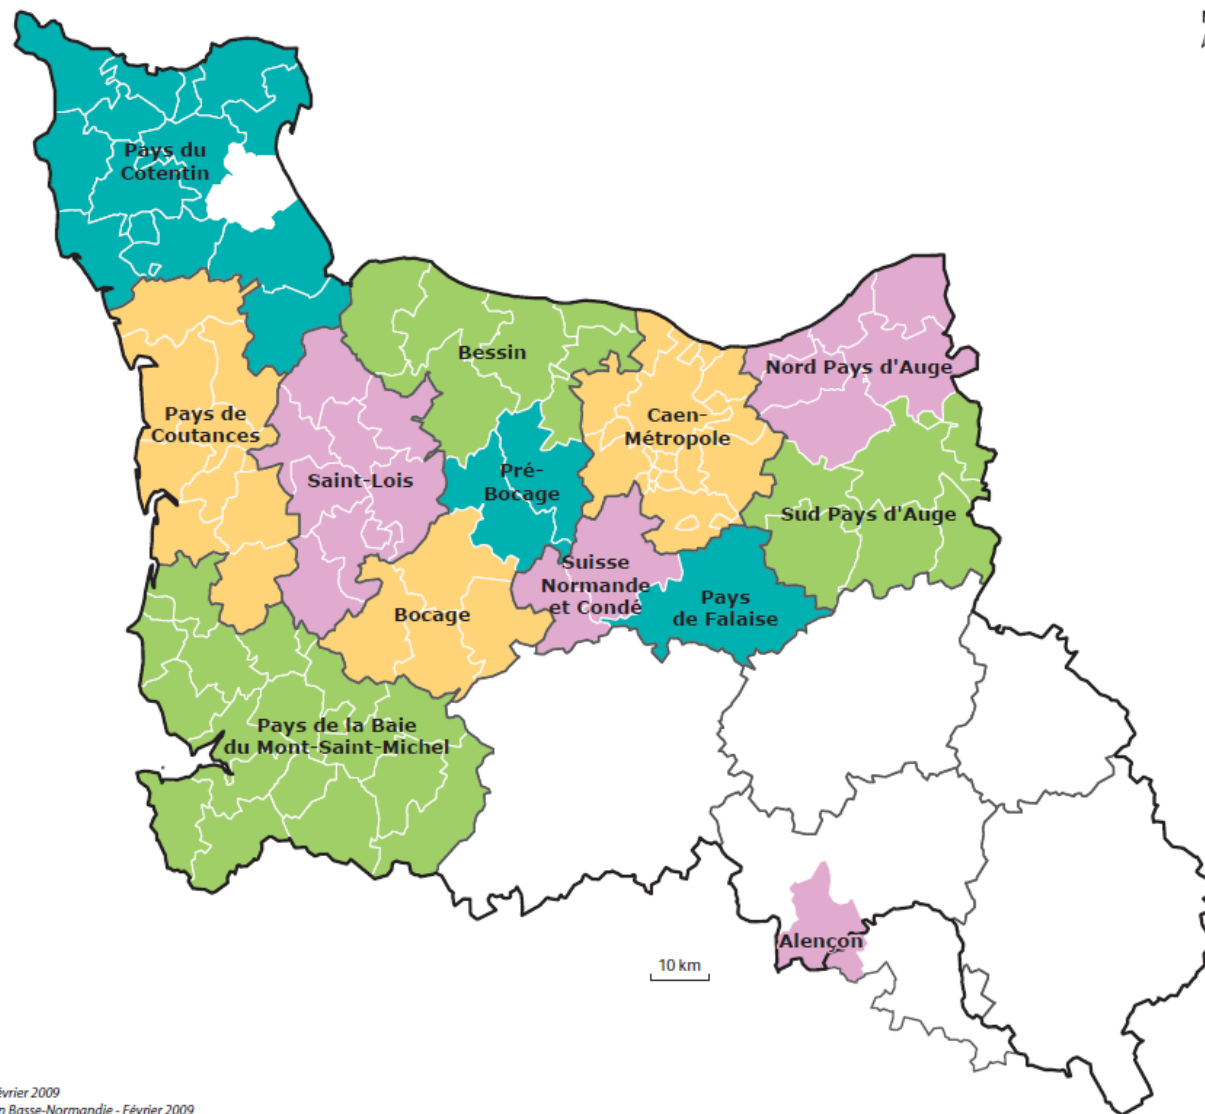 Pays du
Cotentin
Bessin
Nord Pays d'Auge
Pays de
Coutances
Caen-
Métropole
Saint-Lois
Pré-
Bocage
Sud Pays d'Auge
Suisse
Normande
et Condé
Pays
de Falaise
Bocage
Pays de la Baie
du Mont-Saint-Michel
Alençon
10 km
évrier 2009
n Basse-Normandie - Février 2009